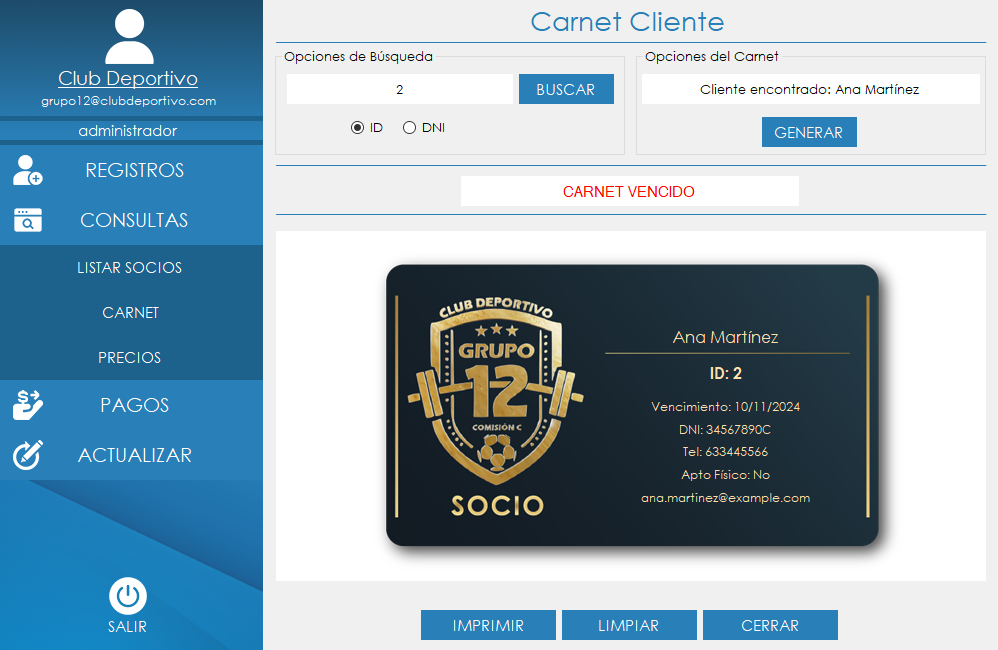 Club Deportivo
grupo12@clubdeportivo.com
administrador
REGISTROS
CONSULTAS
LISTAR SOCIOS
CARNET
PRECIOS
PAGOS
ACTUALIZAR
SALIR
Carnet Cliente
Opciones de Búsqueda
2
BUSCAR
ID
DNI
Opciones del Carnet
Cliente encontrado: Ana Martínez
GENERAR
CARNET VENCIDO
CLUB DEPORTIVO
GRUPO
12
COMISIÓN C
SOCIO
Ana Martínez
ID: 2
Vencimiento: 10/11/2024
DNI: 34567890C
Tel: 633445566
Apto Físico: No
ana.martinez@example.com
IMPRIMIR
LIMPIAR
CERRAR